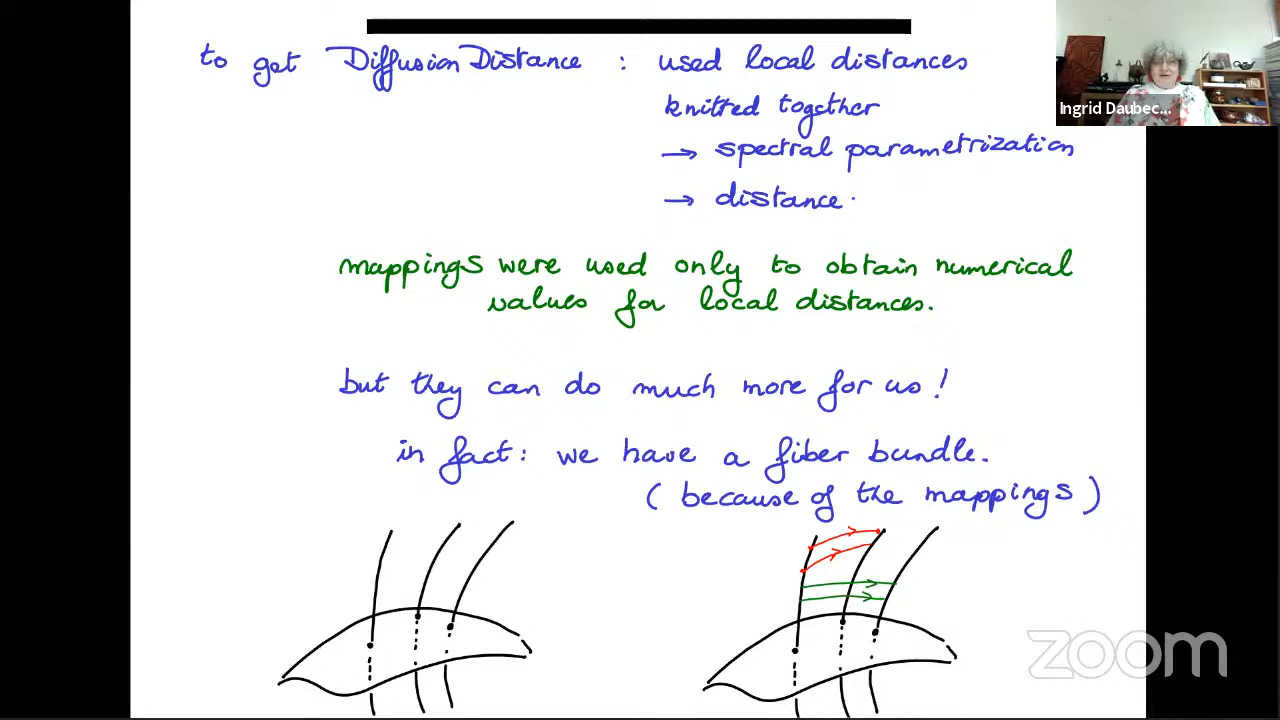 to get Diffusion Distance : used local distances
knitted together
→ spectral parametrization
→ distance.
mappings were used only to obtain numerical
values for local distances.
but they can do much more for us!
in fact: we have a fiber bundle.
(because of the mappings)
Ingrid Daubec...
zoom